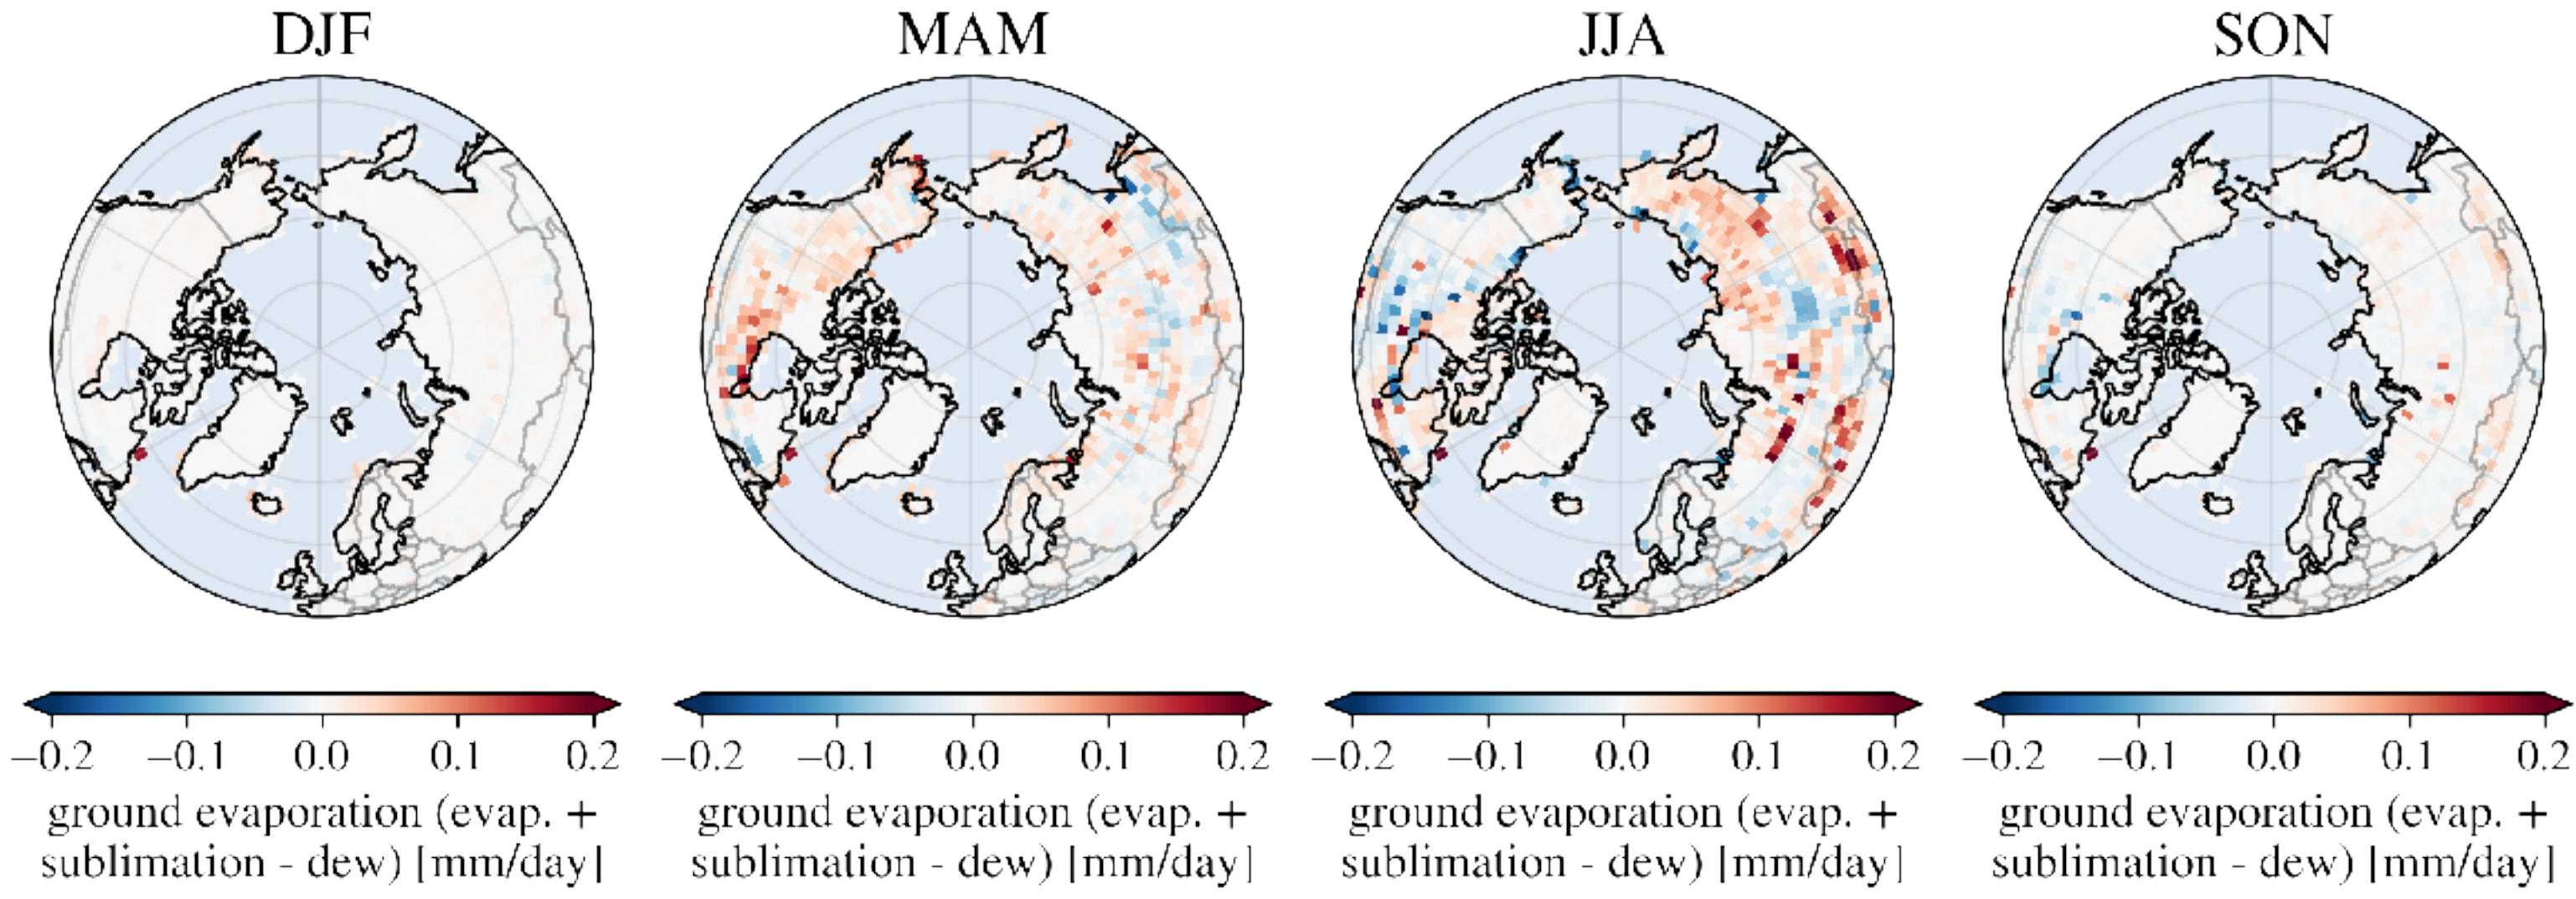 DJF MAM JJA SON
−0.2 −0.1 0.0 0.1 0.2 −0.2 −0.1 0.0 0.1 0.2 −0.2 −0.1 0.0 0.1 0.2 −0.2 −0.1 0.0 0.1 0.2
ground evaporation (evap. + ground evaporation (evap. + ground evaporation (evap. + ground evaporation (evap. +
sublimation - dew) [mm/day] sublimation - dew) [mm/day] sublimation - dew) [mm/day] sublimation - dew) [mm/day]